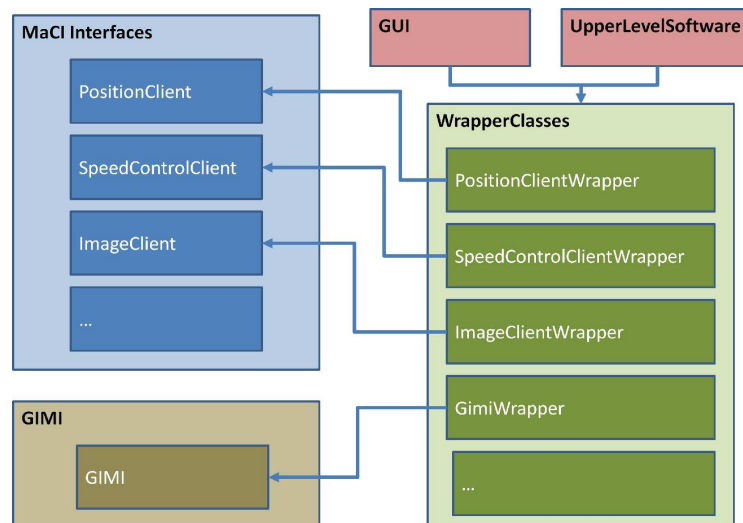 MaCI Interfaces
PositionClient
SpeedControlClient
ImageClient
...
GIMI
GIMI
GUI
UpperLevelSoftware
WrapperClasses
PositionClientWrapper
SpeedControlClientWrapper
ImageClientWrapper
GimiWrapper
...